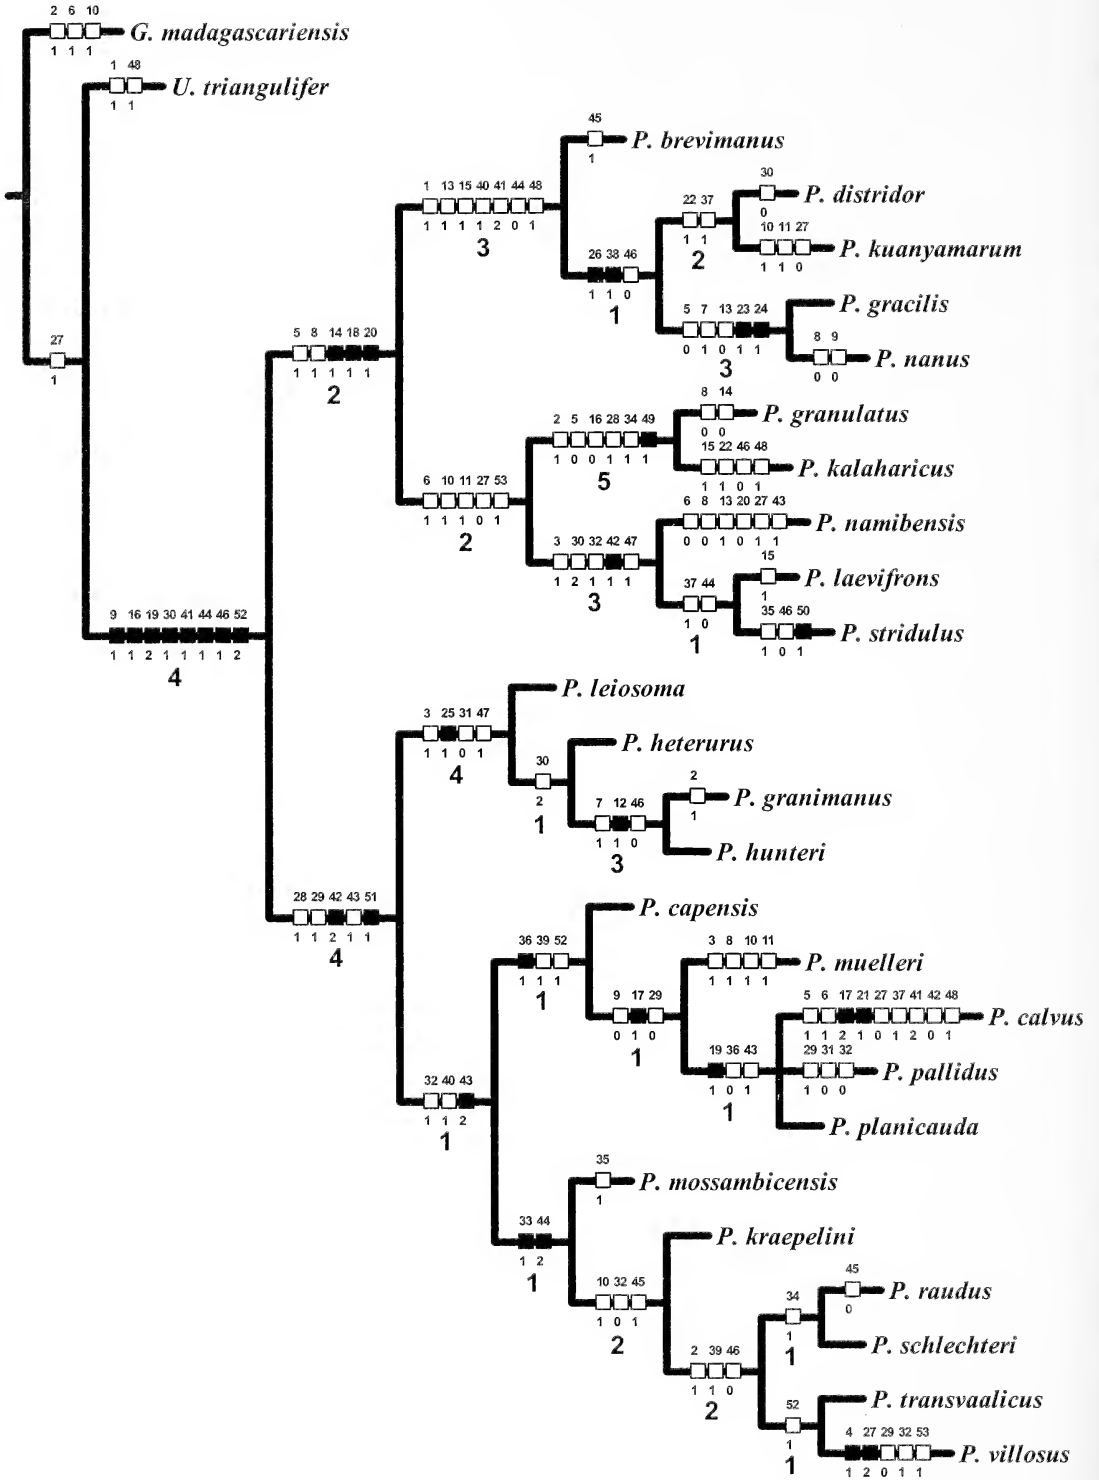 2 6 10
G. madagascariensis
1 1 1
1 48
U. triangulifer
1 1
45
P. brevimanus
1
30
P. distridor
0
1 13 15 40 41 44 48
1 1 1 1 2 0 1
3
22 37
1 1
2
10 11 27
P. kuanyamarum
1 1 0
26 38 46
1 1 0
1
5 7 13 23 24
0 1 0 1 1
3
P. gracilis
8 9
P. nanus
0 0
27
1
5 8 14 18 20
1 1 1 1 1
2
8 14
P. granulatus
0 0
2 5 16 28 34 49
1 0 0 1 1 1
5
15 22 46 48
P. kalaharicus
1 1 0 1
6 10 11 27 53
1 1 1 0 1
2
6 8 13 20 27 43
P. namibensis
0 0 1 0 1 1
3 30 32 42 47
1 2 1 1 1
3
15
P. laevifrons
1
37 44
1 0
1
35 46 50
P. stridulus
1 0 1
9 16 19 30 41 44 46 52
1 1 2 1 1 1 1 2
4
P. leiosoma
3 25 31 47
1 1 0 1
4
P. heterurus
30
2
1
2
P. granimanus
1
7 12 46
1 1 0
3
P. hunteri
28 29 42 43 51
1 1 2 1 1
4
P. capensis
36 39 52
1 1 1
1
3 8 10 11
P. muelleri
1 1 1 1
9 17 29
0 1 0
1
5 6 17 21 27 37 41 42 48
P. calvus
1 1 2 1 0 1 2 0 1
19 36 43
1 0 1
1
29 31 32
P. pallidus
1 0 0
P. planicauda
32 40 43
1 1 2
1
35
P. mossambicensis
1
33 44
1 2
1
P. kraepelini
10 32 45
1 0 1
2
45
P. raudus
0
34
1
1
P. schlechteri
2 39 46
1 1 0
2
P. transvaalicus
52
1
1
4 27 29 32 53
P. villosus
1 2 0 1 1